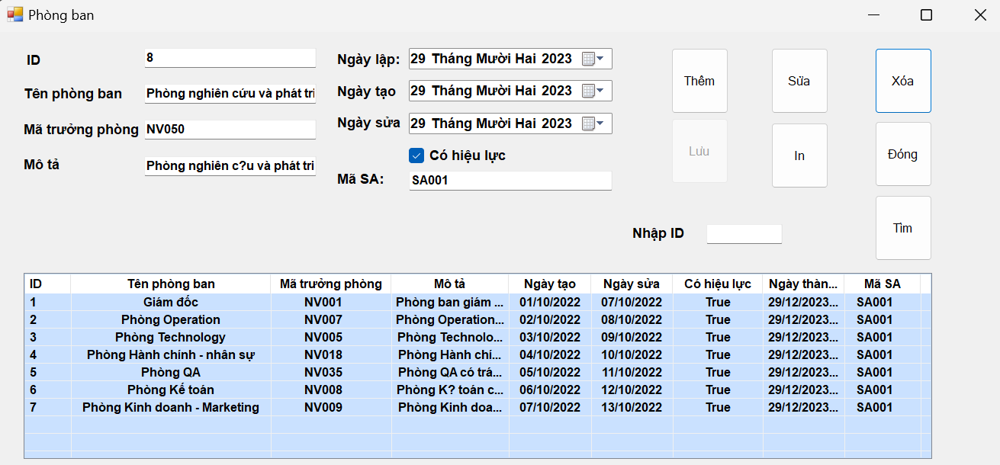 Phòng ban
ID
8
Tên phòng ban
Phòng nghiên cứu và phát tri
Mã trưởng phòng
NV050
Mô tả
Phòng nghiên c?u và phát tri
Ngày lập:
29 Tháng Mười Hai 2023
Ngày tạo
29 Tháng Mười Hai 2023
Ngày sửa
29 Tháng Mười Hai 2023
Có hiệu lực
Mã SA:
SA001
Thêm
Sửa
Xóa
Lưu
In
Đóng
Tìm
Nhập ID
ID Tên phòng ban Mã trưởng phòng Mô tả Ngày tạo Ngày sửa Có hiệu lực Ngày thàn... Mã SA
1 Giám đốc NV001 Phòng ban giám ... 01/10/2022 07/10/2022 True 29/12/2023... SA001
2 Phòng Operation NV007 Phòng Operation... 02/10/2022 08/10/2022 True 29/12/2023... SA001
3 Phòng Technology NV005 Phòng Technolo... 03/10/2022 09/10/2022 True 29/12/2023... SA001
4 Phòng Hành chính - nhân sự NV018 Phòng Hành chí... 04/10/2022 10/10/2022 True 29/12/2023... SA001
5 Phòng QA NV035 Phòng QA có trá... 05/10/2022 11/10/2022 True 29/12/2023... SA001
6 Phòng Kế toán NV008 Phòng K? toán c... 06/10/2022 12/10/2022 True 29/12/2023... SA001
7 Phòng Kinh doanh - Marketing NV009 Phòng Kinh doa... 07/10/2022 13/10/2022 True 29/12/2023... SA001